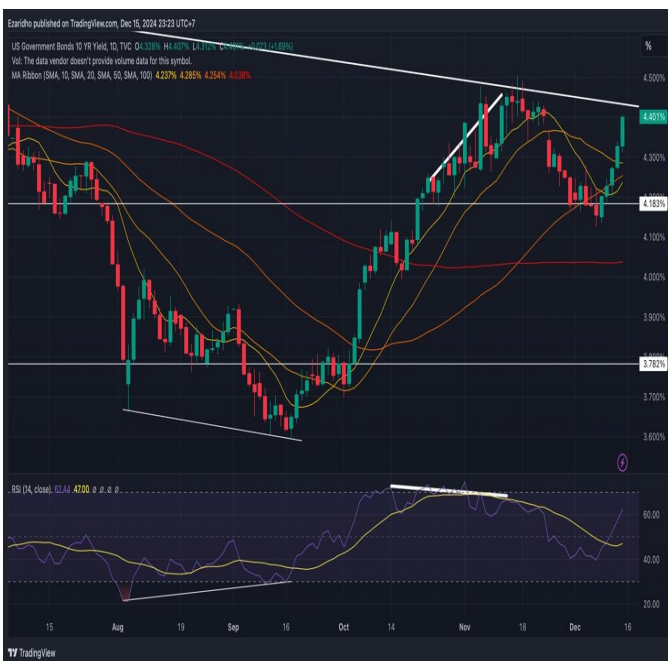 Ezaridho published on TradingView.com, Dec 15, 2024 23:23 UTC+7
US Government Bonds 10 YR Yield, 1D, TVC O4.328% H4.407% L4.312% +0.023 (+1.69%)
Vol: The data vendor doesn't provide volume data for this symbol.
MA Ribbon (SMA, 10, SMA, 20, SMA, 50, SMA, 100) 4.237% 4.285% 4.254% 4.038%
%
4.500%
4.401%
4.300%
4.183%
4.100%
4.000%
3.900%
3.782%
3.700%
3.600%
RSI (14, close) 62.44 47.00 ø ø ø ø
60.00
40.00
20.00
15 Aug 19 Sep 16 Oct 14 Nov 18 Dec 16
TradingView